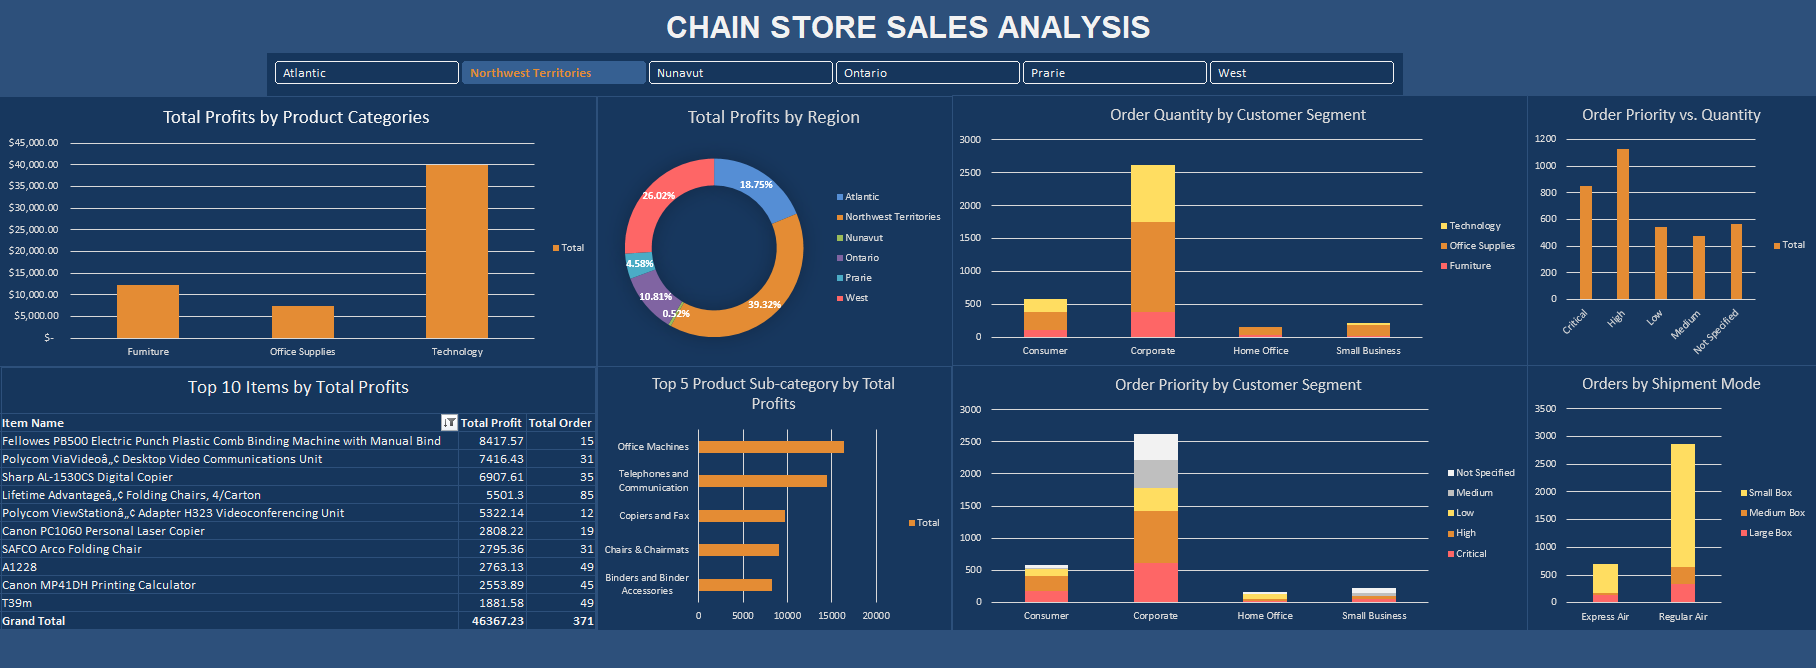 CHAIN STORE SALES ANALYSIS
Atlantic
Northwest Territories
Nunavut
Ontario
Prarie
West
Total Profits by Product Categories
$45,000.00
$40,000.00
$35,000.00
$30,000.00
$25,000.00
$20,000.00
$15,000.00
$10,000.00
$5,000.00
$-
Furniture
Office Supplies
Technology
Total
Total Profits by Region
18.75%
39.32%
0.52%
10.81%
4.58%
26.02%
Atlantic
Northwest Territories
Nunavut
Ontario
Prarie
West
Order Quantity by Customer Segment
3000
2500
2000
1500
1000
500
0
Consumer
Corporate
Home Office
Small Business
Technology
Office Supplies
Furniture
Order Priority vs. Quantity
1200
1000
800
600
400
200
0
Critical
High
Low
Medium
Not Specified
Total
Top 10 Items by Total Profits
Item Name Total Profit Total Order
Fellowes PB500 Electric Punch Plastic Comb Binding Machine with Manual Bind 8417.57 15
Polycom ViaVideoâ„¢ Desktop Video Communications Unit 7416.43 31
Sharp AL-1530CS Digital Copier 6907.61 35
Lifetime Advantageâ„¢ Folding Chairs, 4/Carton 5501.3 85
Polycom ViewStationâ„¢ Adapter H323 Videoconferencing Unit 5322.14 12
Canon PC1060 Personal Laser Copier 2808.22 19
SAFCO Arco Folding Chair 2795.36 31
A1228 2763.13 49
Canon MP41DH Printing Calculator 2553.89 45
T39m 1881.58 49
Grand Total 46367.23 371
Top 5 Product Sub-category by Total
Profits
Office Machines
Telephones and
Communication
Copiers and Fax
Chairs & Chairmats
Binders and Binder
Accessories
0
5000
10000
15000
20000
Total
Order Priority by Customer Segment
3000
2500
2000
1500
1000
500
0
Consumer
Corporate
Home Office
Small Business
Not Specified
Medium
Low
High
Critical
Orders by Shipment Mode
3500
3000
2500
2000
1500
1000
500
0
Express Air
Regular Air
Small Box
Medium Box
Large Box